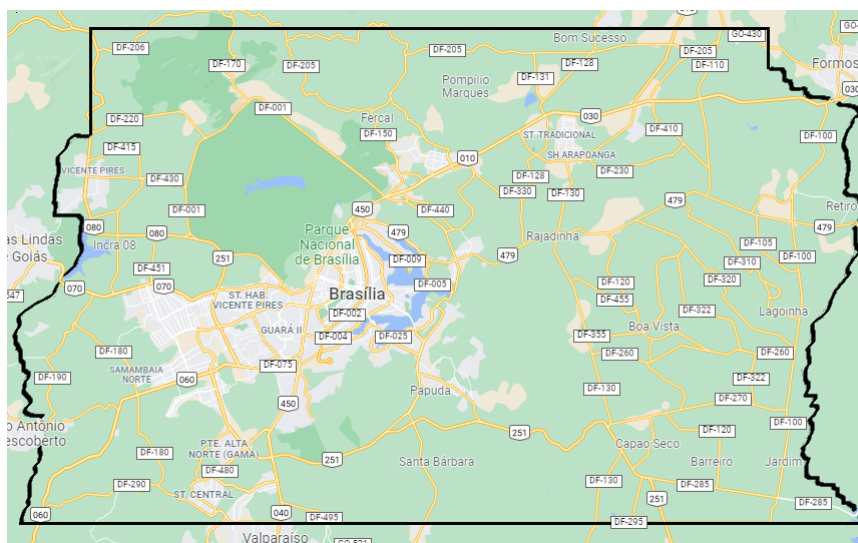 GO-430
DF-206
DF-205
Bom Sucesso
DF-128
DF-205
DF-170
DF-205
DF-110
Formos
Pompílio
Marques
DF-131
030
DF-001
Fercal
030
DF-220
DF-150
ST. TRADICIONAL
DF-410
DF-100
DF-415
SH ARAPOANGA
010
VICENTE PIRES
DF-128
DF-230
DF-430
DF-330
DF-130
479
DF-001
450
DF-440
Retiro
080
Parque
Nacional
de Brasília
479
479
as Lindas
e Goiás
Incra 08
080
Rajadinha
DF-105
251
479
DF-009
DF-310
DF-100
DF-451
DF-320
547
070
070
DF-005
DF-120
Brasília
ST. HAB.
VICENTE PIRES
DF-455
DF-002
DF-322
Lagoinha
GUARÁ II
Boa Vista
DF-004
DF-025
DF-355
DF-180
DF-260
DF-260
DF-075
SAMAMBAIA
NORTE
DF-190
060
DF-322
DF-130
Papuda
450
DF-270
o Antônio
escoberto
DF-100
251
DF-120
PTE. ALTA
NORTE (GAMA)
Capao Seco
DF-180
251
Santa Bárbara
Barreiro
Jardim
DF-480
DF-290
DF-130
DF-285
ST. CENTRAL
251
DF-285
060
040
DF-495
DF-295
Valparaíso
GO-521